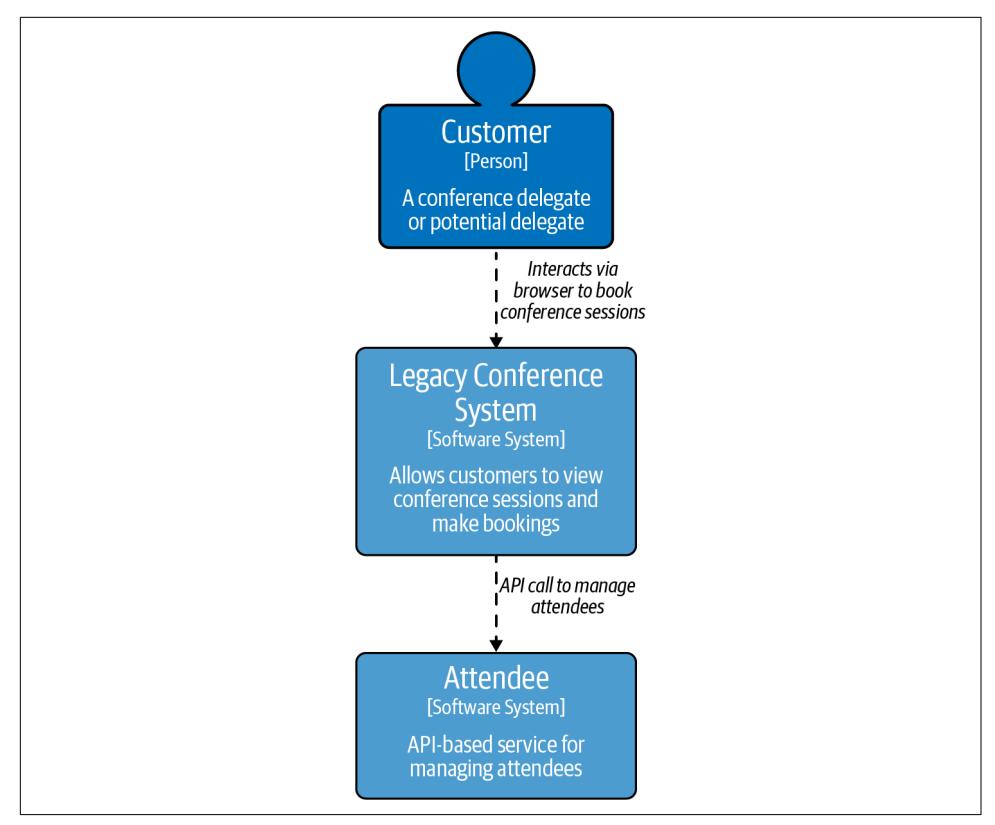 Customer
[Person]
A conference delegate
or potential delegate
Interacts via
browser to book
conference sessions
Legacy Conference
System
[Software System]
Allows customers to view
conference sessions and
make bookings
API call to manage
attendees
Attendee
[Software System]
API-based service for
managing attendees